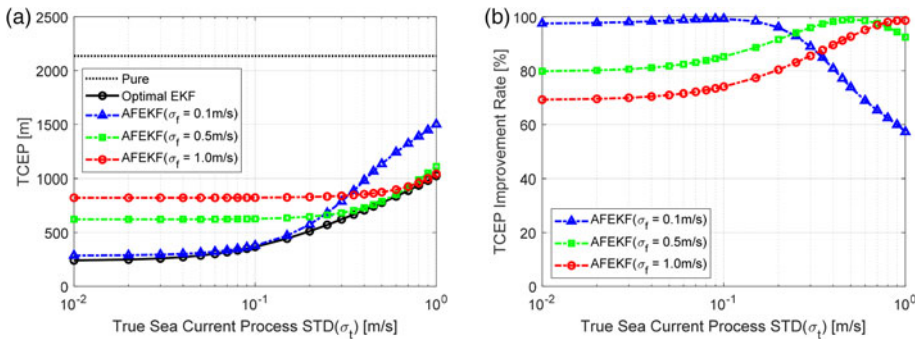 (a)
2500
2000
1500
1000
500
0
TCEP [m]
Pure
Optimal EKF
AFEKF(σf = 0.1m/s)
AFEKF(σf = 0.5m/s)
AFEKF(σf = 1.0m/s)
10-2
10-1
100
True Sea Current Process STD(σt) [m/s]
(b)
100
80
60
40
20
0
TCEP Improvement Rate [%]
AFEKF(σf = 0.1m/s)
AFEKF(σf = 0.5m/s)
AFEKF(σf = 1.0m/s)
10-2
10-1
100
True Sea Current Process STD(σt) [m/s]